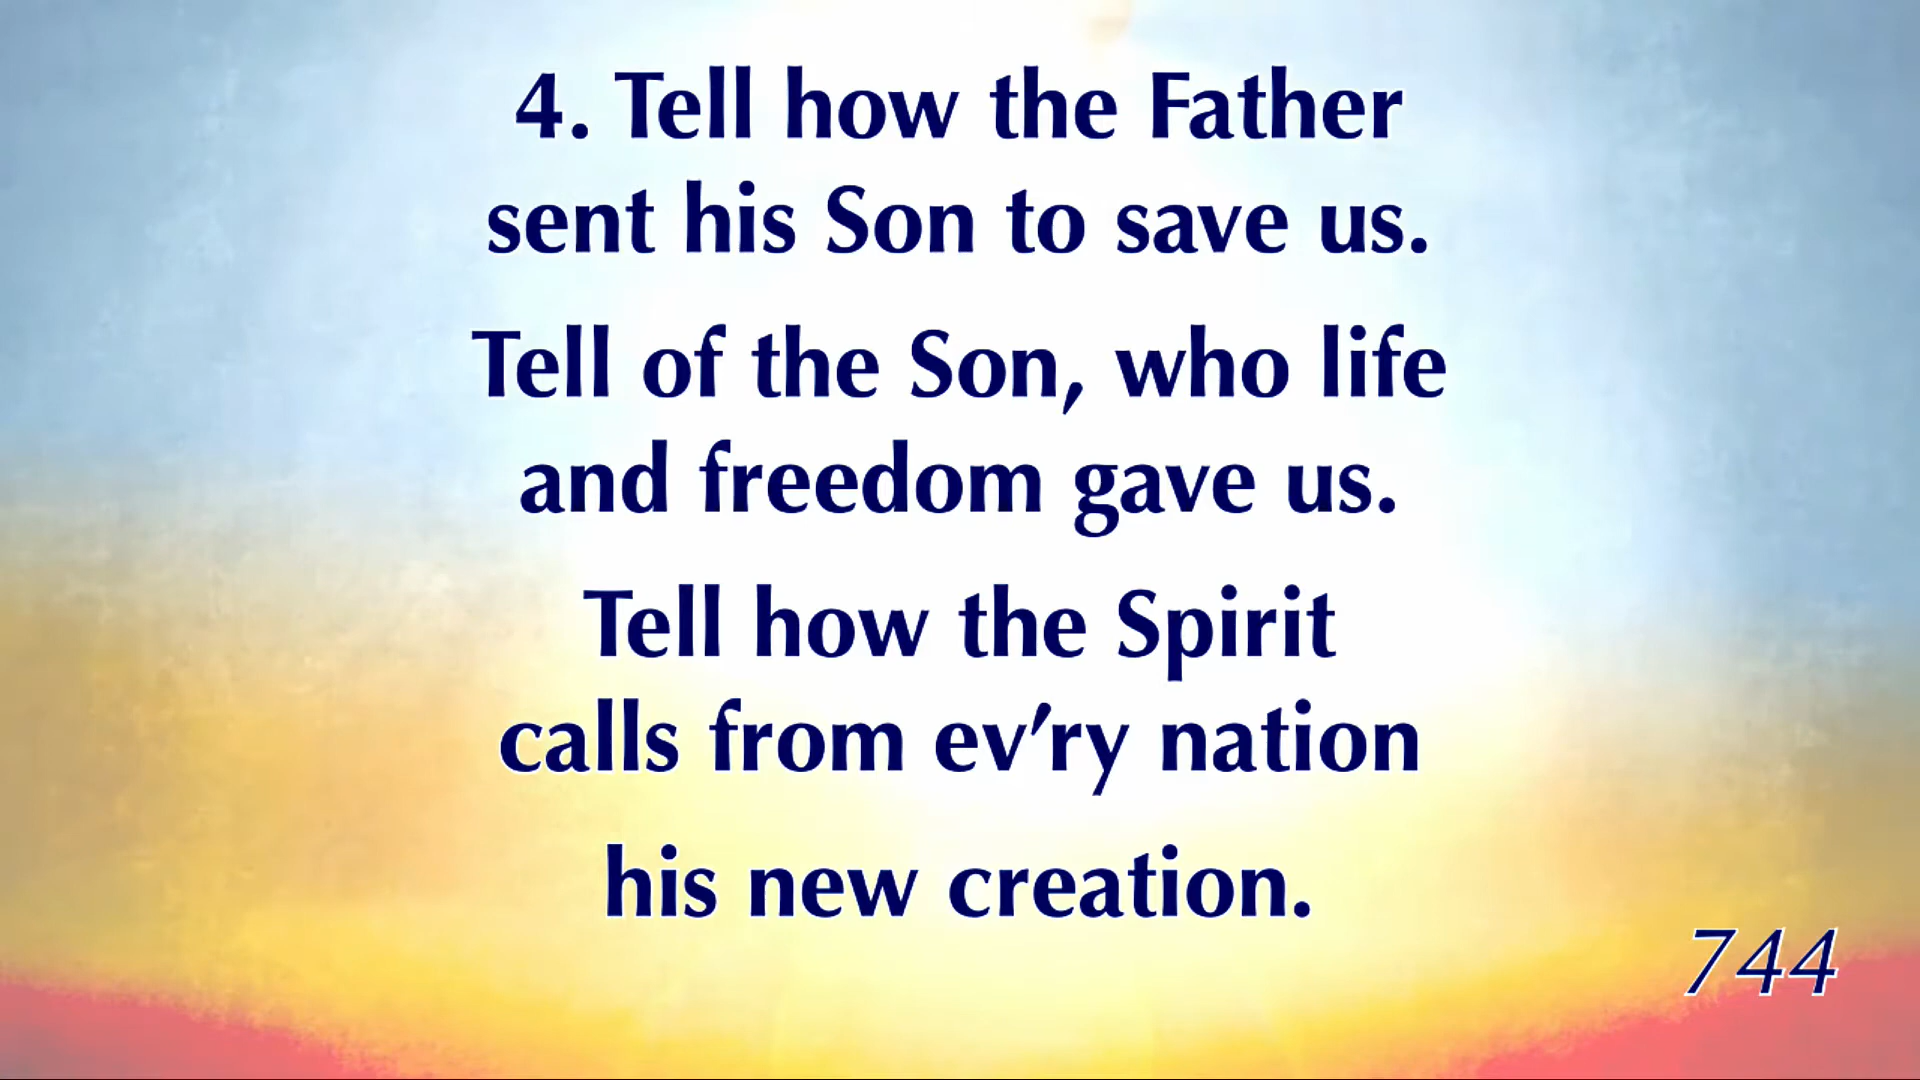 4. Tell how the Father
sent his Son to save us.
Tell of the Son, who life
and freedom gave us.
Tell how the Spirit
calls from ev’ry nation
his new creation.
744